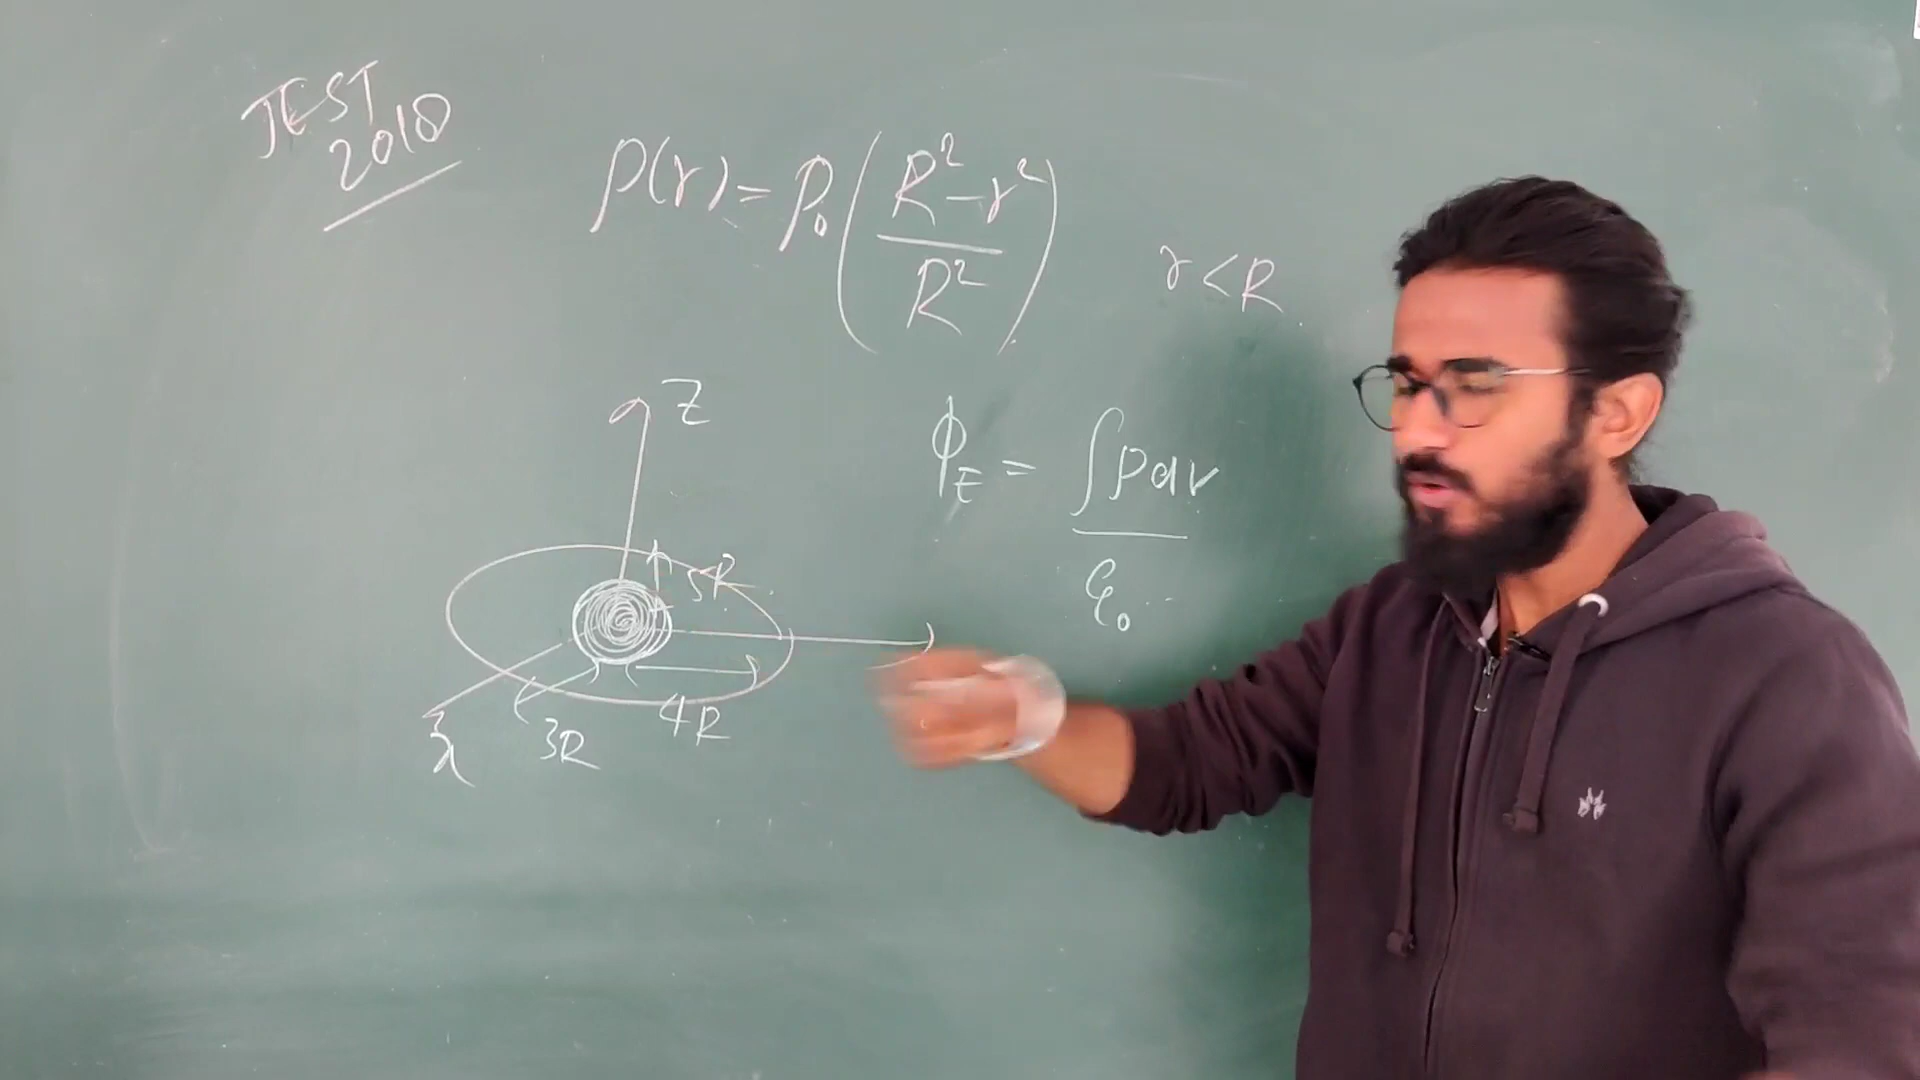 JEST
2018
ρ(r) = ρ₀ ( (R² - r²) / R² )
r < R
Z
ϕ_E = ∫ρdv / ε₀
5R
4R
3R